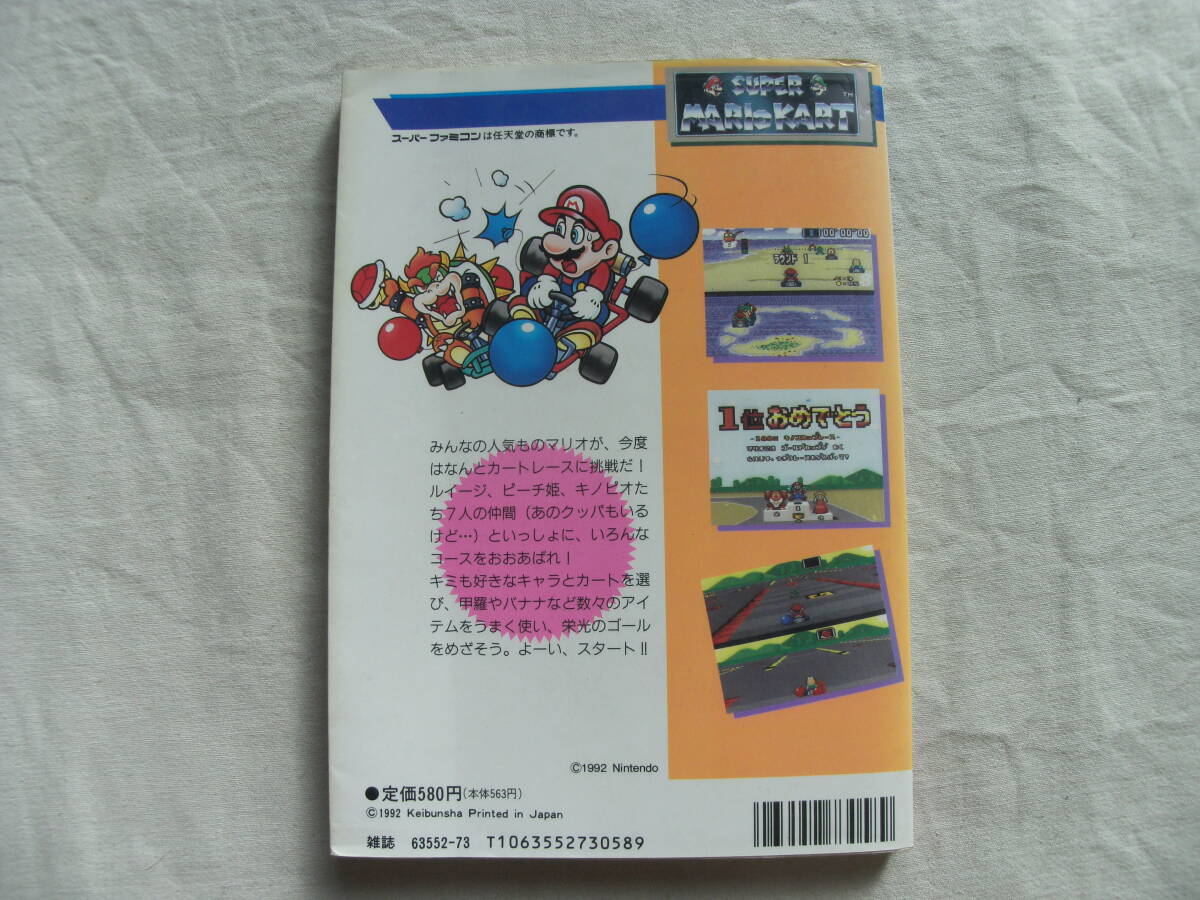 SUPER
MARIO KART
TM
スーパーファミコンは任天堂の商標です。
00'00"00
ラウンド 1
1位おめでとう
みんなの人気ものマリオが、今度
はなんとカートレースに挑戦だ！
ルイージ、ピーチ姫、キノピオた
ち7人の仲間（あのクッパもいる
けど…）といっしょに、いろんな
コースをおおあばれ！
キミも好きなキャラとカートを選
び、甲羅やバナナなど数々のアイ
テムをうまく使い、栄光のゴール
をめざそう。よーい、スタート!!
©1992 Nintendo
●定価580円(本体563円)
©1992 Keibunsha Printed in Japan
雑誌 63552-73 T1063552730589